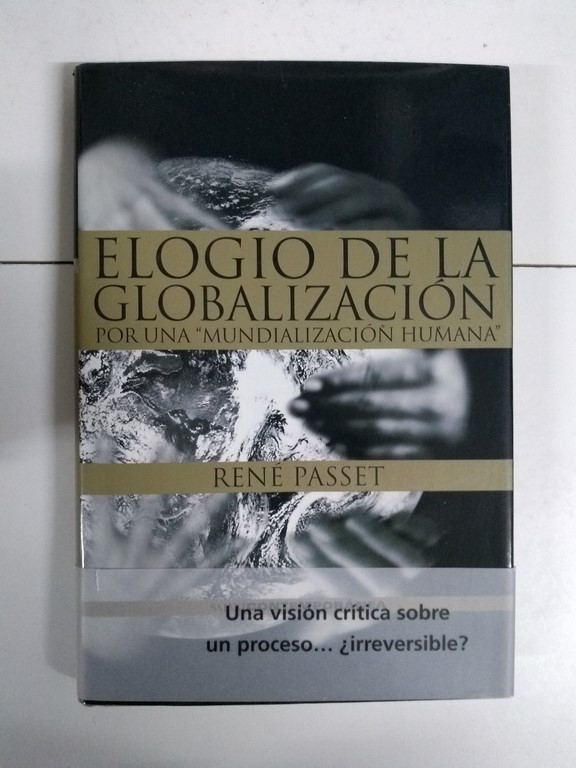 ELOGIO DE LA
GLOBALIZACIÓN
POR UNA "MUNDIALIZACIÓN HUMANA"
RENÉ PASSET
Una visión crítica sobre
un proceso... ¿irreversible?